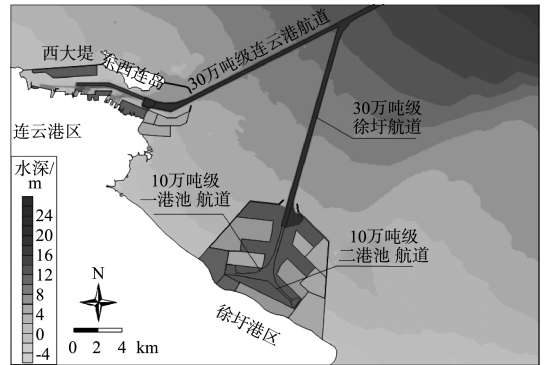 西大堤
东西连岛
30万吨级连云港航道
连云港区
30万吨级
徐圩航道
10万吨级
一港池 航道
10万吨级
二港池 航道
徐圩港区
水深/
m
24
20
16
12
8
4
0
-4
N
0 2 4 km